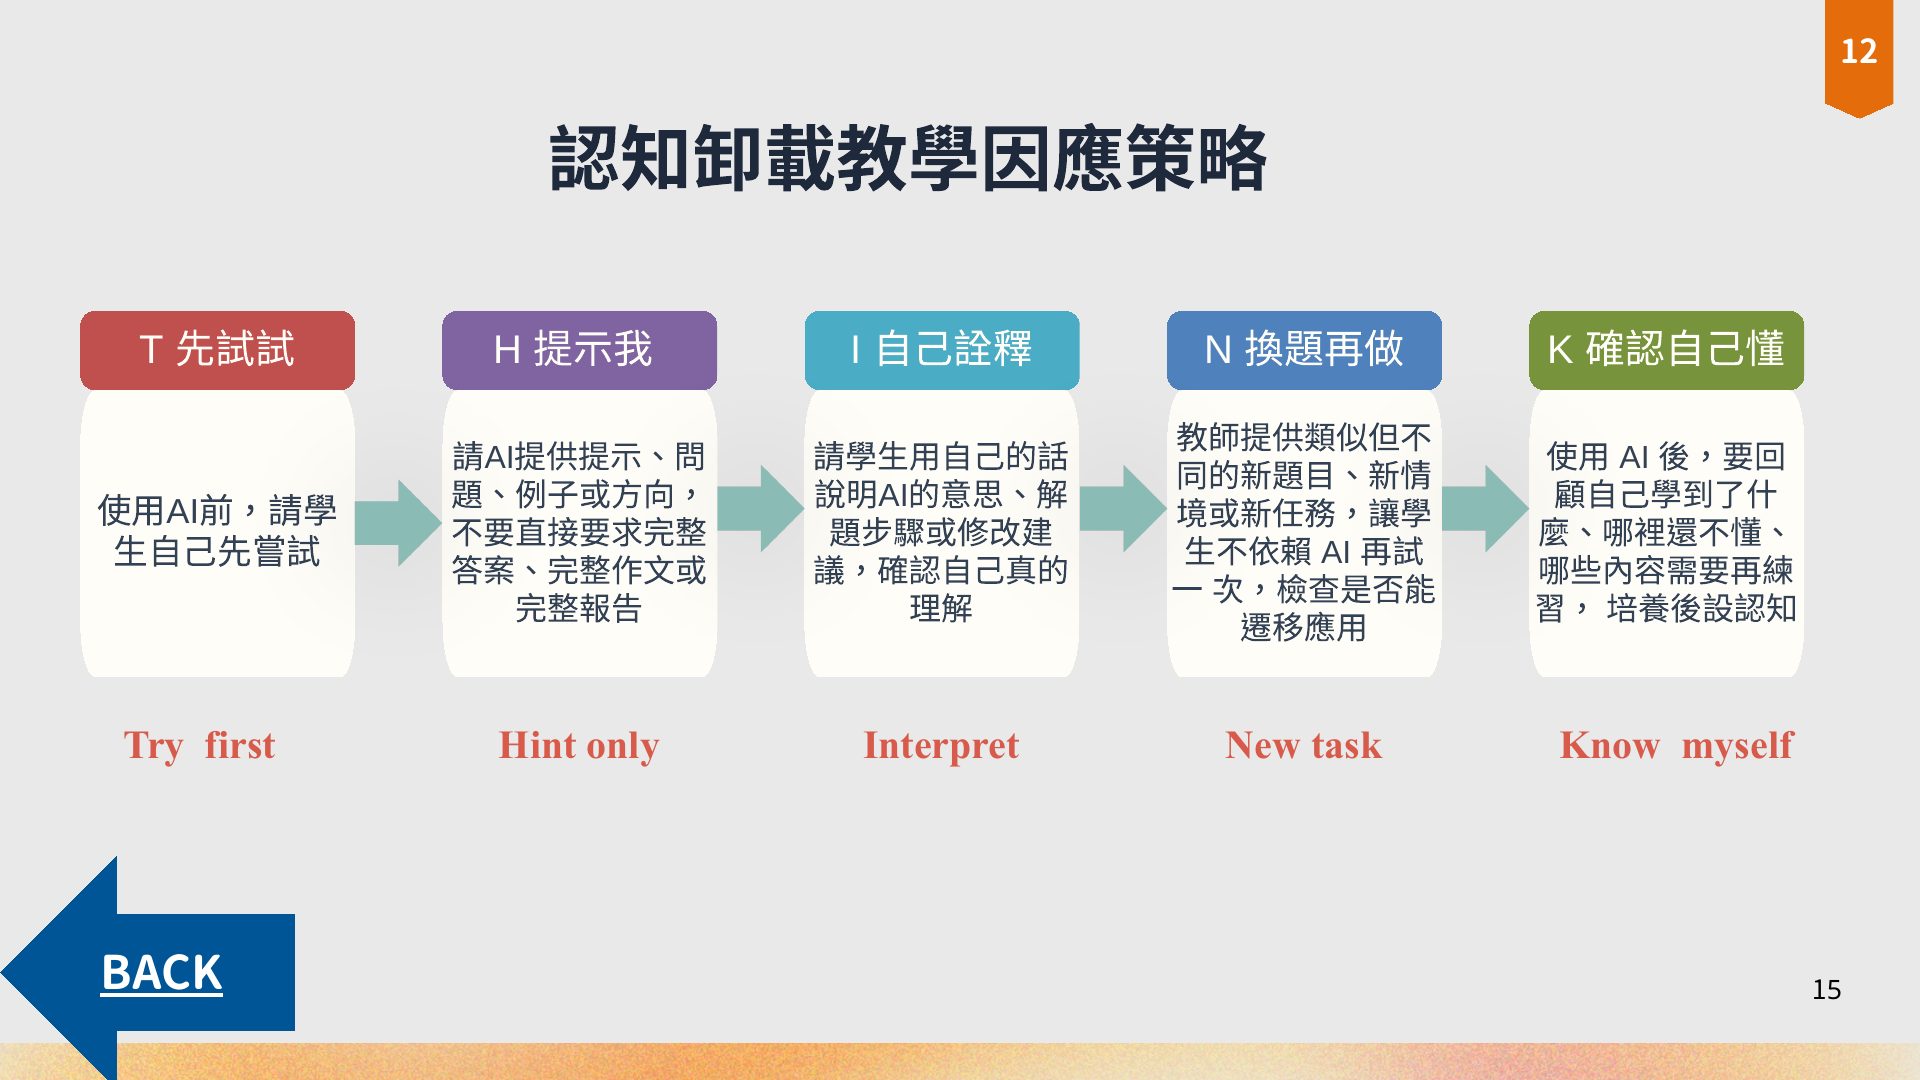 12
認知卸載教學因應策略
T 先試試
使用AI前，請學
生自己先嘗試
H 提示我
請AI提供提示、問
題、例子或方向，
不要直接要求完整
答案、完整作文或
完整報告
I 自己詮釋
請學生用自己的話
說明AI的意思、解
題步驟或修改建
議，確認自己真的
理解
N 換題再做
教師提供類似但不
同的新題目、新情
境或新任務，讓學
生不依賴 AI 再試
一 次，檢查是否能
遷移應用
K 確認自己懂
使用 AI 後，要回
顧自己學到了什
麼、哪裡還不懂、
哪些內容需要再練
習， 培養後設認知
Try  first
Hint only
Interpret
New task
Know  myself
BACK
15